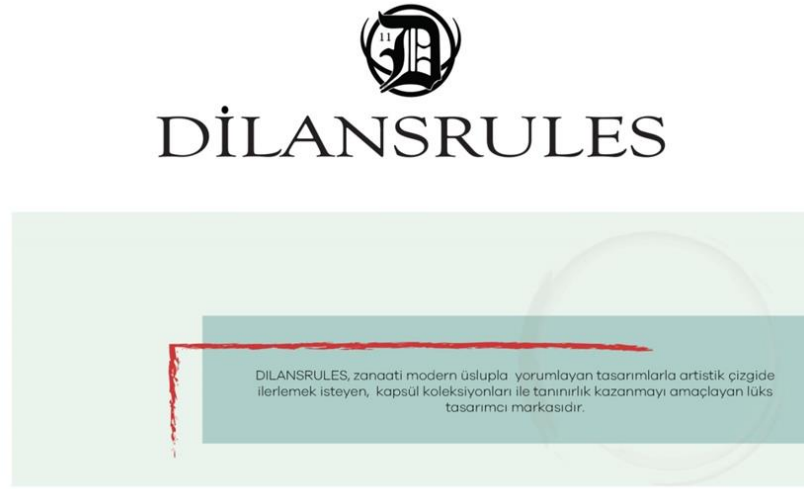 11
D
DİLANSRULES
DILANSRULES, zanaati modern üslupla yorumlayan tasarımlarla artistik çizgide
ilerlemek isteyen, kapsül koleksiyonları ile tanınırlık kazanmayı amaçlayan lüks
tasarımcı markasıdır.